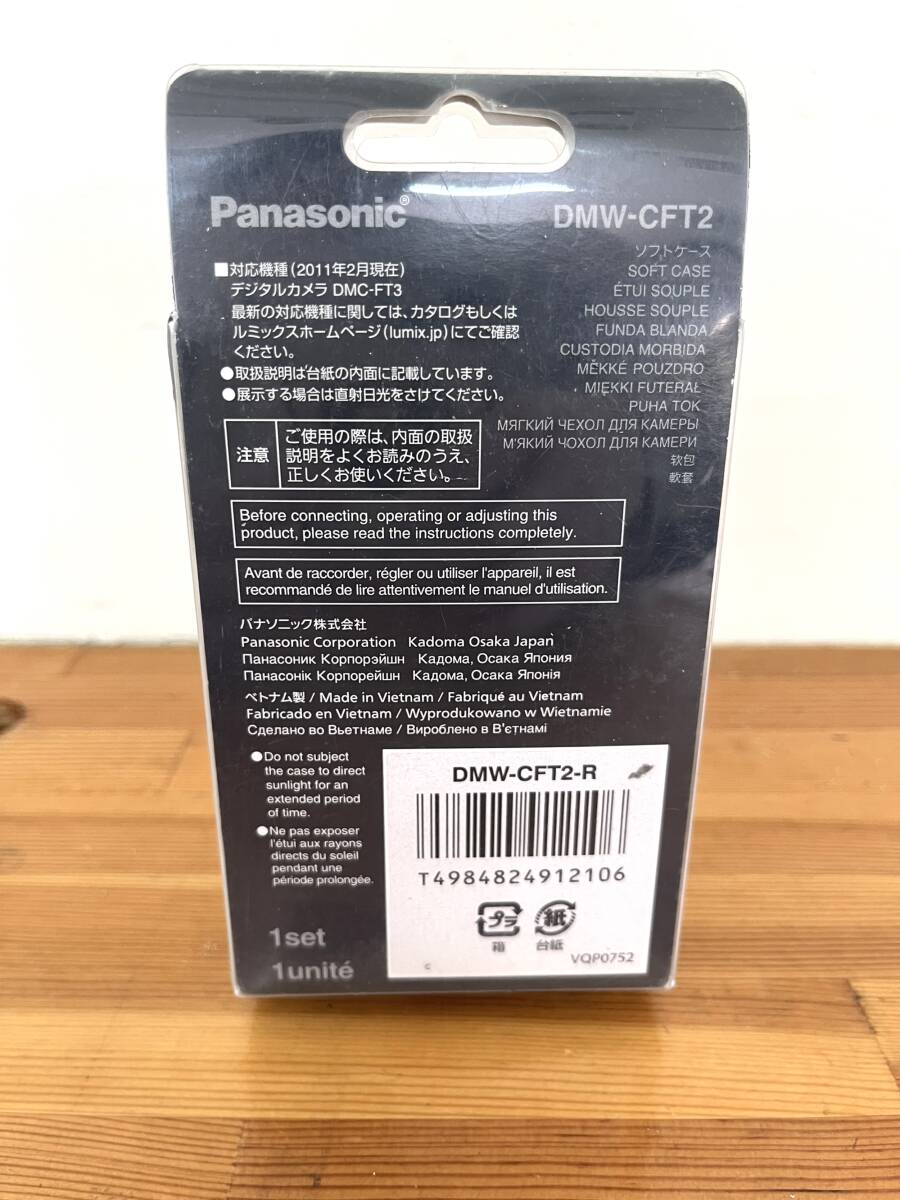 Panasonic®
DMW-CFT2
ソフトケース
SOFT CASE
ÉTUI SOUPLE
HOUSSE SOUPLE
FUNDA BLANDA
CUSTODIA MORBIDA
MĚKKÉ POUZDRO
MIĘKKI FUTERAŁ
PUHA TOK
МЯГКИЙ ЧЕХОЛ ДЛЯ КАМЕРЫ
М'ЯКИЙ ЧОХОЛ ДЛЯ КАМЕРИ
软包
軟套
■対応機種(2011年2月現在)
デジタルカメラ DMC-FT3
最新の対応機種に関しては、カタログもしくは
ルミックスホームページ(lumix.jp)にてご確認
ください。
●取扱説明は台紙の内面に記載しています。
●展示する場合は直射日光をさけてください。
注意
ご使用の際は、内面の取扱
説明をよくお読みのうえ、
正しくお使いください。
Before connecting, operating or adjusting this
product, please read the instructions completely.
Avant de raccorder, régler ou utiliser l'appareil, il est
recommandé de lire attentivement le manuel d'utilisation.
パナソニック株式会社
Panasonic Corporation Kadoma Osaka Japan
Панасоник Корпорэйшн Кадома, Осака Япония
Панасонік Корпорейшн Кадома, Осака Японія
ベトナム製 / Made in Vietnam / Fabriqué au Vietnam
Fabricado en Vietnam / Wyprodukowano w Wietnamie
Сделано во Вьетнаме / Вироблено в В'єтнамі
●Do not subject
the case to direct
sunlight for an
extended period
of time.
●Ne pas exposer
l'étui aux rayons
directs du soleil
pendant une
période prolongée.
1set
1unité
DMW-CFT2-R
T4984824912106
プラ
箱
紙
台紙
VQP0752
c